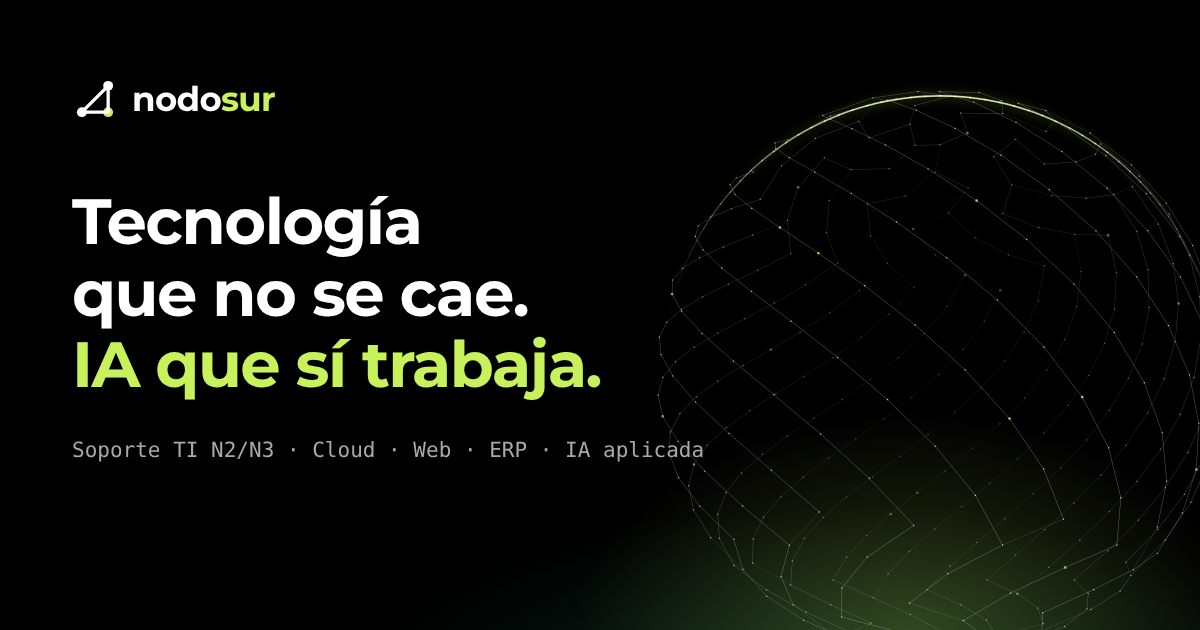 nodosur
Tecnología
que no se cae.
IA que sí trabaja.
Soporte TI N2/N3 · Cloud · Web · ERP · IA aplicada